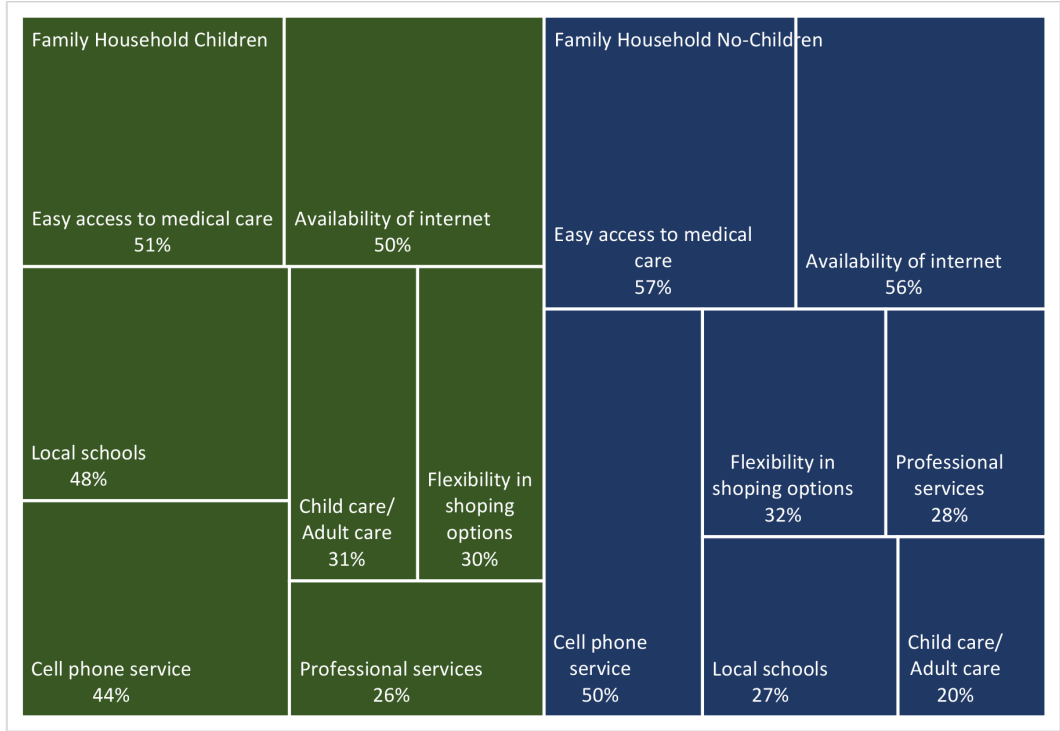 Family Household Children
Easy access to medical care
51%
Availability of internet
50%
Local schools
48%
Cell phone service
44%
Child care/
Adult care
31%
Flexibility in
shoping
options
30%
Professional services
26%
Family Household No-Children
Easy access to medical
care
57%
Availability of internet
56%
Cell phone
service
50%
Flexibility in
shoping options
32%
Professional
services
28%
Local schools
27%
Child care/
Adult care
20%